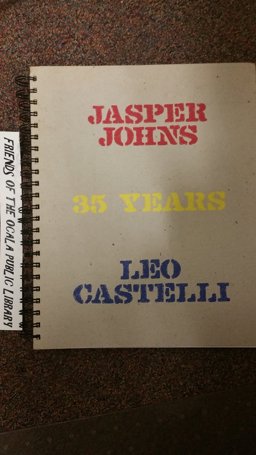 JASPER
JOHNS
35 YEARS
LEO
CASTELLI
FRIENDS OF THE OCALA PUBLIC LIBRARY